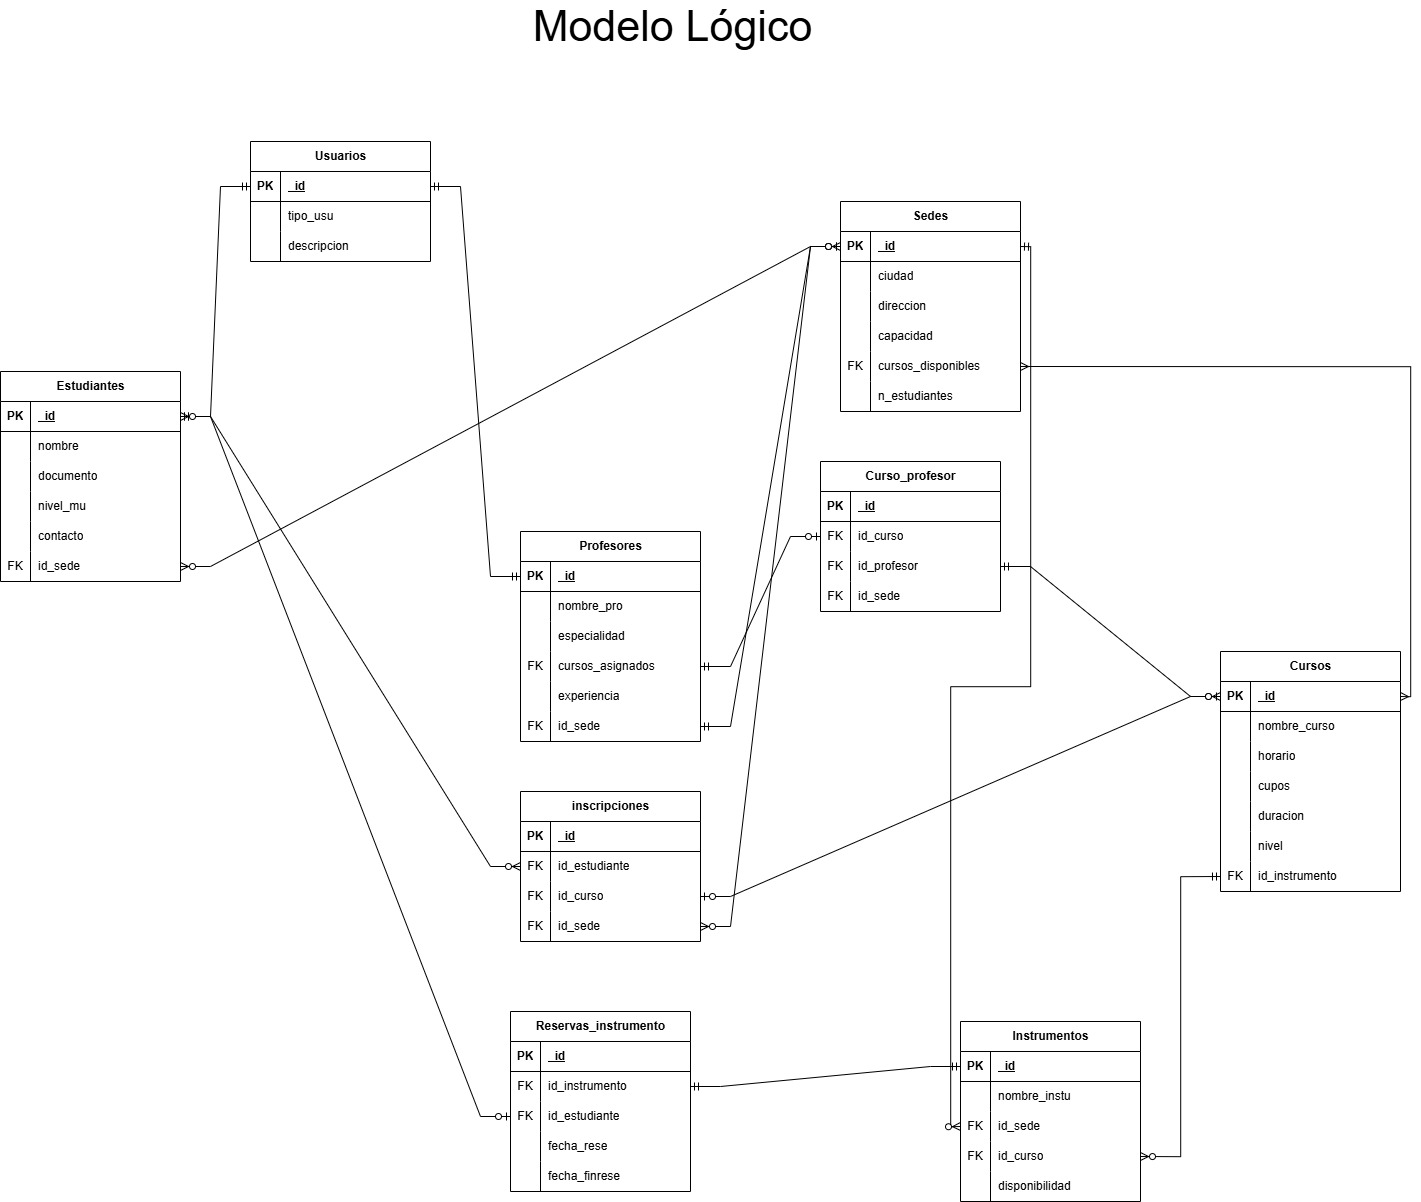 Modelo Lógico
Usuarios
PK _id
tipo_usu
descripcion
Sedes
PK _id
ciudad
direccion
capacidad
FK cursos_disponibles
n_estudiantes
Estudiantes
PK _id
nombre
documento
nivel_mu
contacto
FK id_sede
Curso_profesor
PK _id
FK id_curso
FK id_profesor
FK id_sede
Profesores
PK _id
nombre_pro
especialidad
FK cursos_asignados
experiencia
FK id_sede
Cursos
PK _id
nombre_curso
horario
cupos
duracion
nivel
FK id_instrumento
inscripciones
PK _id
FK id_estudiante
FK id_curso
FK id_sede
Reservas_instrumento
PK _id
FK id_instrumento
FK id_estudiante
fecha_rese
fecha_finrese
Instrumentos
PK _id
nombre_instu
FK id_sede
FK id_curso
disponibilidad